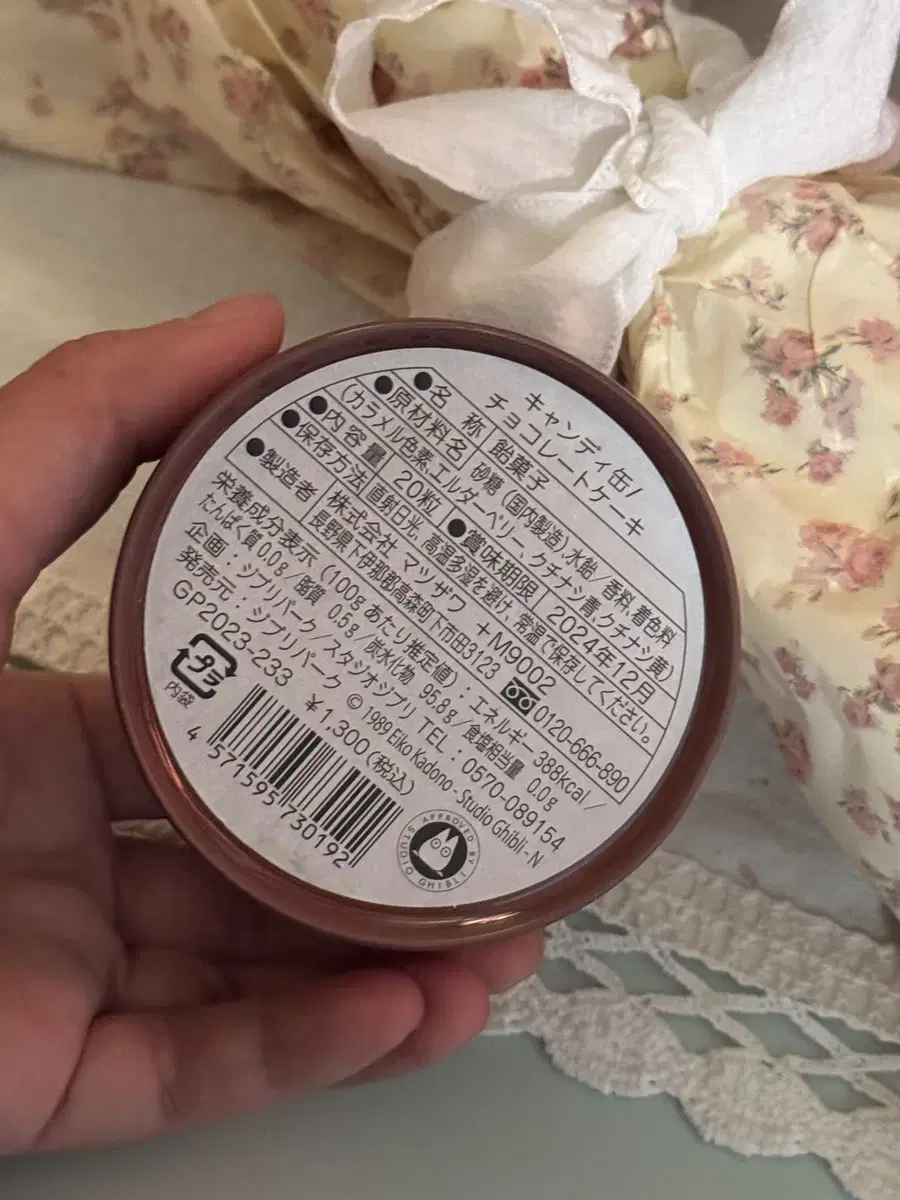 キャンディ缶/
チョコレートケーキ
●名 称 飴菓子
●原材料名 砂糖（国内製造）、水飴/香料、着色料
（カラメル色素、エルダーベリー、クチナシ青、クチナシ黄）
●内容量 20粒 ●賞味期限 2024年12月
●保存方法 直射日光、高温多湿を避け、常温で保存してください。
●製造者 株式会社 マツザワ +M9002
長野県下伊那郡高森町下市田3123 0120-666-890
栄養成分表示（100gあたり推定値）：エネルギー 388kcal/
たんぱく質 0.0g/脂質 0.5g/炭水化物 95.8g/食塩相当量 0.0g
企画：ジブリパーク/スタジオジブリ TEL：0570-089154
発売元：ジブリパーク © 1989 Eiko Kadono - Studio Ghibli - N
GP2023-233 ¥1,300(税込)
プラ
内袋
4 571595 730192
APPROVED BY
STUDIO GHIBLI